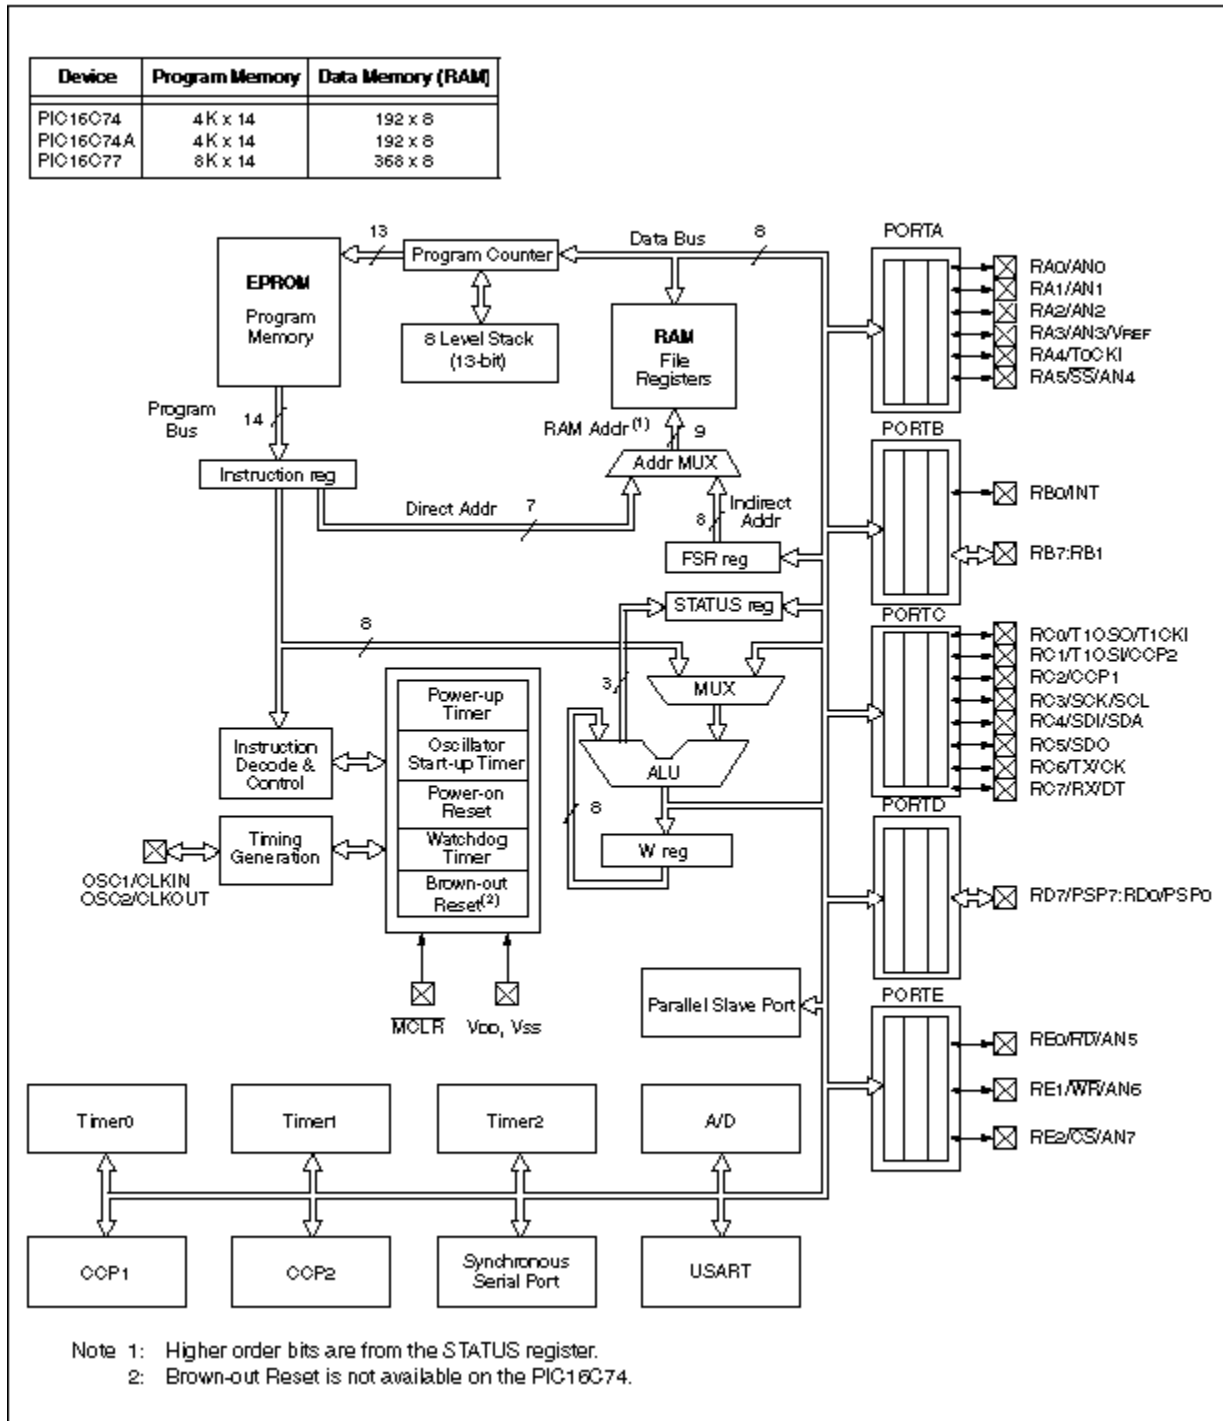 Device Program Memory Data Memory (RAM)
PIC16C74 4K x 14 192 x 8
PIC16C74A 4K x 14 192 x 8
PIC16C77 8K x 14 368 x 8
EPROM
Program
Memory
13
Program Counter
8 Level Stack
(13-bit)
Data Bus
8
RAM
File
Registers
Program
Bus
14
RAM Addr(1)
9
Addr MUX
Instruction reg
Direct Addr
7
8
Indirect
Addr
FSR reg
STATUS reg
8
3
MUX
ALU
8
W reg
Power-up
Timer
Oscillator
Start-up Timer
Power-on
Reset
Watchdog
Timer
Brown-out
Reset(2)
Instruction
Decode &
Control
Timing
Generation
OSC1/CLKIN
OSC2/CLKOUT
MCLR
VDD, VSS
Parallel Slave Port
PORTA
RA0/AN0
RA1/AN1
RA2/AN2
RA3/AN3/VREF
RA4/T0CKI
RA5/SS/AN4
PORTB
RB0/INT
RB7:RB1
PORTC
RC0/T1OSO/T1CKI
RC1/T1OSI/CCP2
RC2/CCP1
RC3/SCK/SCL
RC4/SDI/SDA
RC5/SDO
RC6/TX/CK
RC7/RX/DT
PORTD
RD7/PSP7:RD0/PSP0
PORTE
RE0/RD/AN5
RE1/WR/AN6
RE2/CS/AN7
Timer0
Timer1
Timer2
A/D
CCP1
CCP2
Synchronous
Serial Port
USART
Note 1: Higher order bits are from the STATUS register.
2: Brown-out Reset is not available on the PIC16C74.